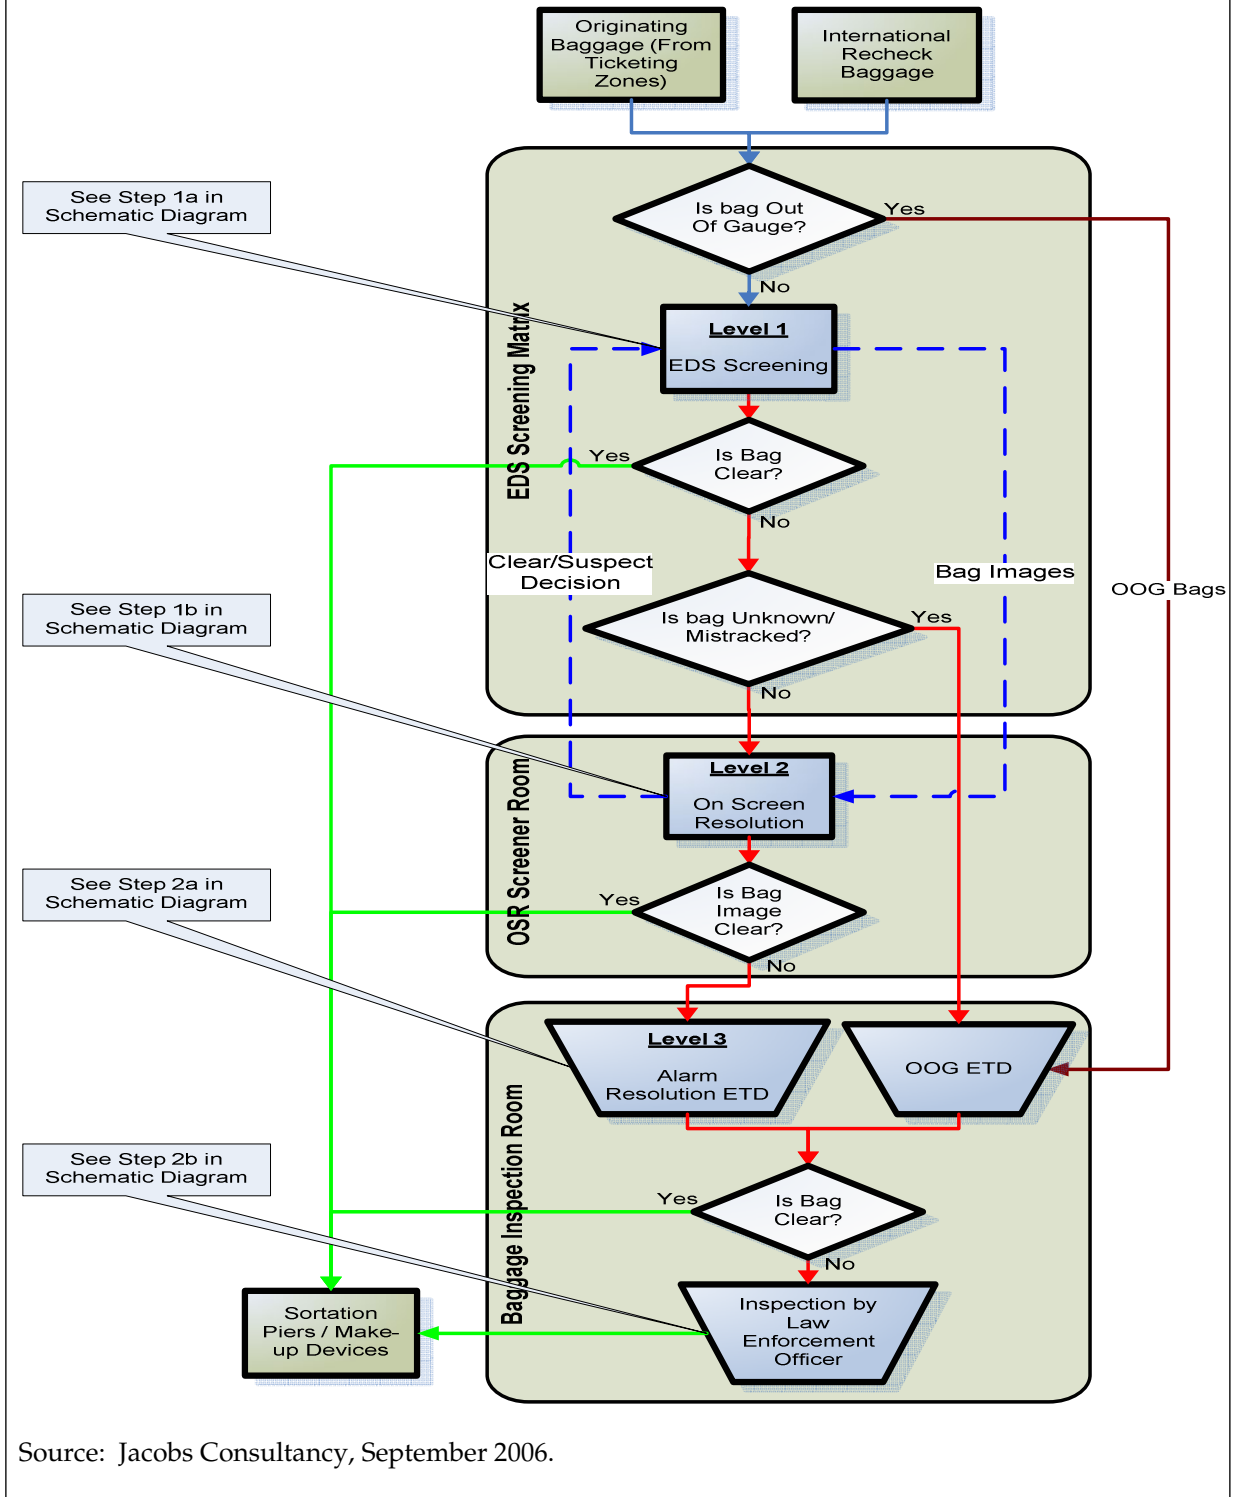 Originating
Baggage (From
Ticketing
Zones)
International
Recheck
Baggage
See Step 1a in
Schematic Diagram
Is bag Out
Of Gauge?
Yes
No
Level 1
EDS Screening
EDS Screening Matrix
Is Bag
Clear?
Yes
No
Clear/Suspect
Decision
Bag Images
OOG Bags
See Step 1b in
Schematic Diagram
Is bag Unknown/
Mistracked?
Yes
No
Level 2
On Screen
Resolution
OSR Screener Room
See Step 2a in
Schematic Diagram
Is Bag
Image
Clear?
Yes
No
Level 3
Alarm
Resolution ETD
OOG ETD
Baggage Inspection Room
See Step 2b in
Schematic Diagram
Is Bag
Clear?
Yes
No
Sortation
Piers / Make-
up Devices
Inspection by
Law
Enforcement
Officer
Source: Jacobs Consultancy, September 2006.